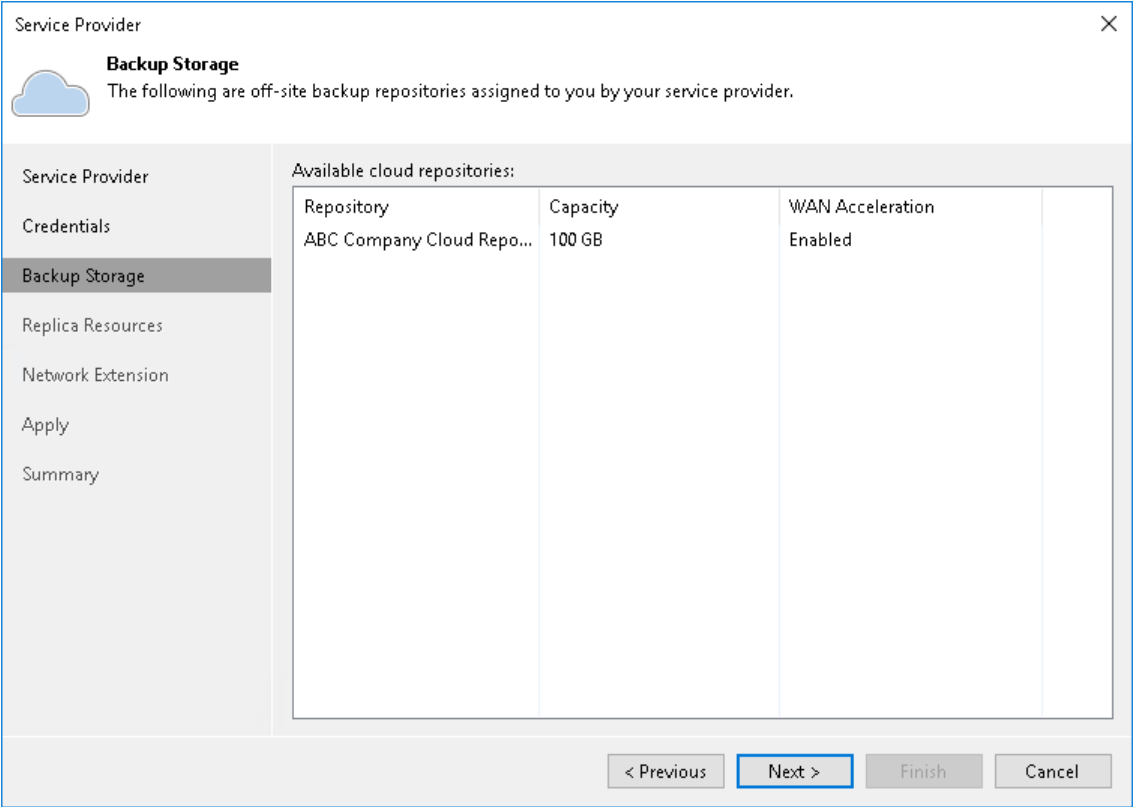 Service Provider
Backup Storage
The following are off-site backup repositories assigned to you by your service provider.
Service Provider
Credentials
Backup Storage
Replica Resources
Network Extension
Apply
Summary
Available cloud repositories:
Repository Capacity WAN Acceleration
ABC Company Cloud Repo... 100 GB Enabled
< Previous Next > Finish Cancel